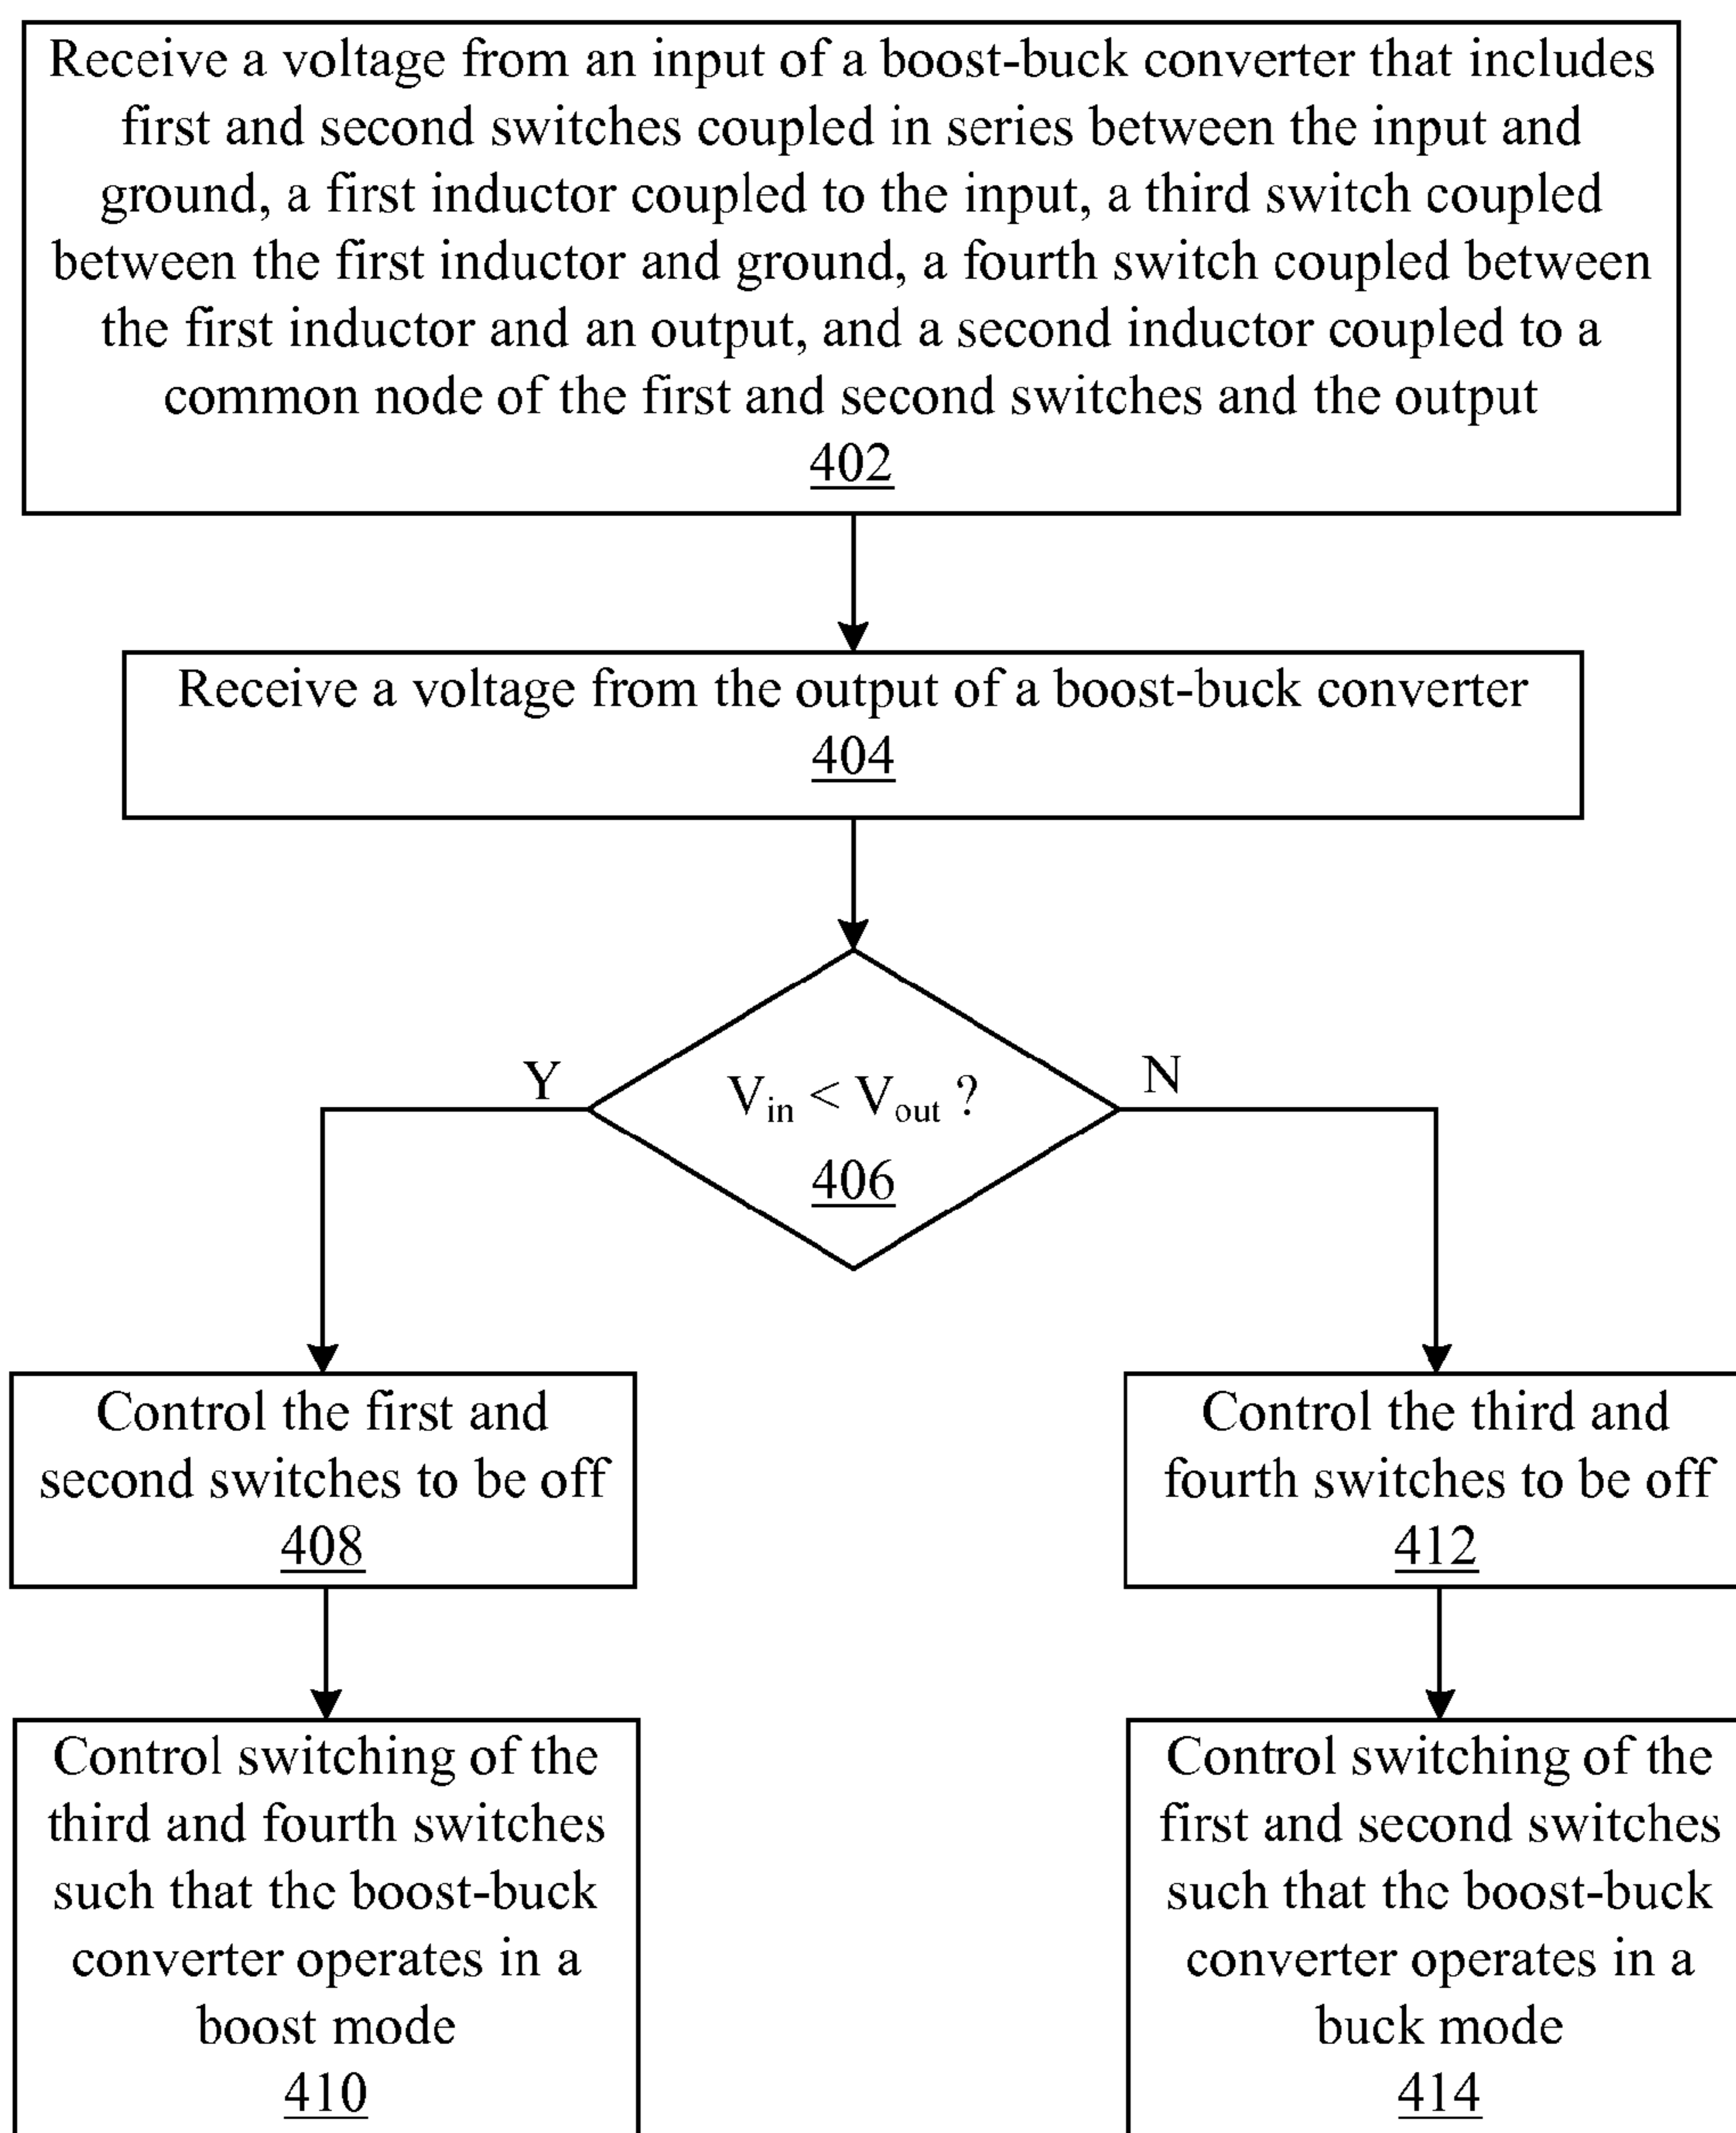 Receive a voltage from an input of a boost-buck converter that includes
first and second switches coupled in series between the input and
ground, a first inductor coupled to the input, a third switch coupled
between the first inductor and ground, a fourth switch coupled between
the first inductor and an output, and a second inductor coupled to a
common node of the first and second switches and the output
402
Receive a voltage from the output of a boost-buck converter
404
Y
N
V_in < V_out ?
406
Control the first and
second switches to be off
408
Control the third and
fourth switches to be off
412
Control switching of the
third and fourth switches
such that the boost-buck
converter operates in a
boost mode
410
Control switching of the
first and second switches
such that the boost-buck
converter operates in a
buck mode
414